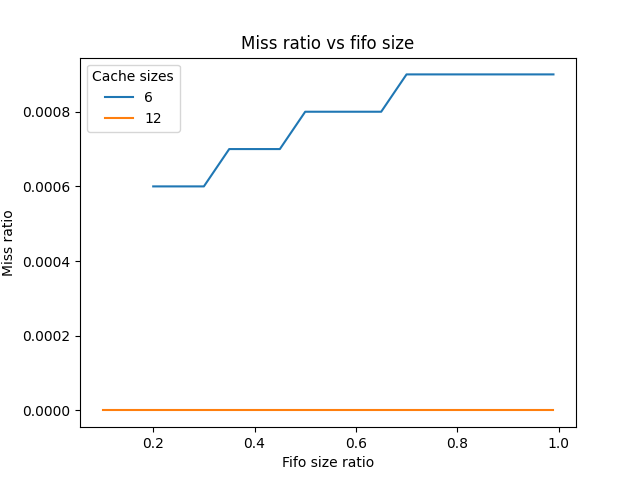 Miss ratio vs fifo size
Cache sizes
6
12
0.0008
0.0006
0.0004
0.0002
0.0000
Miss ratio
0.2 0.4 0.6 0.8 1.0
Fifo size ratio